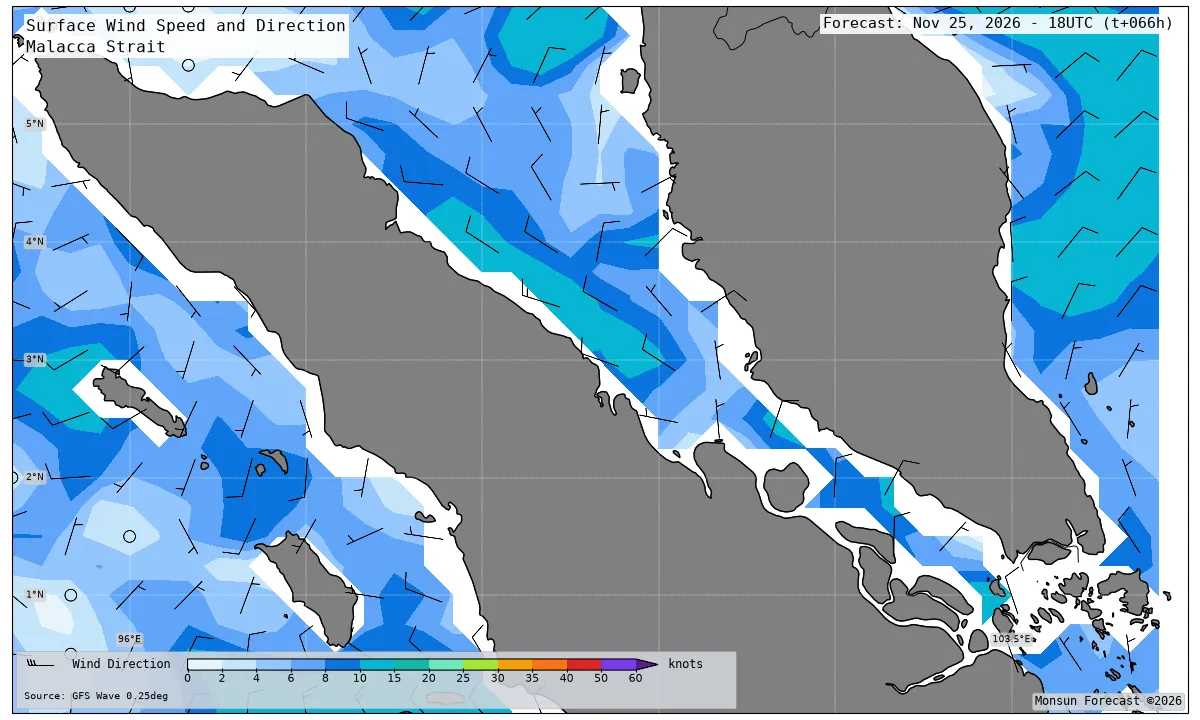 Surface Wind Speed and Direction
Malacca Strait
Forecast: Nov 25, 2026 - 18UTC (t+066h)
5°N
4°N
3°N
2°N
1°N
96°E
103.5°E
Wind Direction
knots
0 2 4 6 8 10 15 20 25 30 35 40 50 60
Source: GFS Wave 0.25deg
Monsun Forecast ©2026